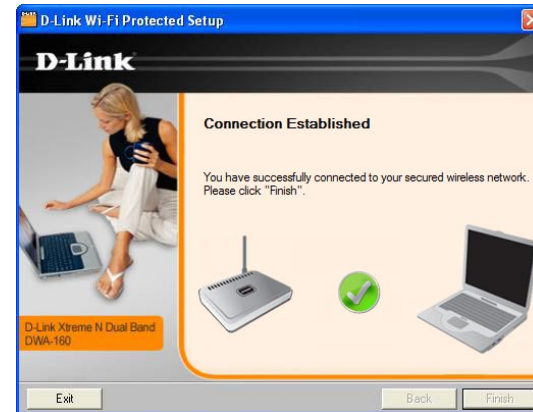 D-Link Wi-Fi Protected Setup
D-Link
Connection Established
You have successfully connected to your secured wireless network.
Please click "Finish".
D-Link Xtreme N Dual Band
DWA-160
Exit
Back
Finish